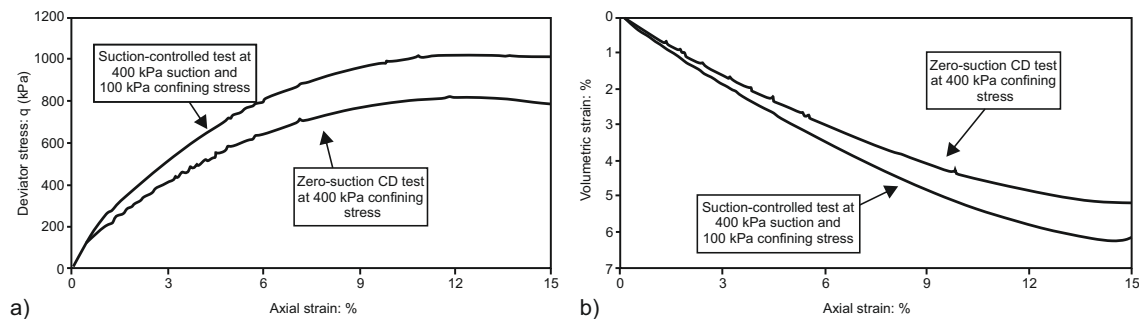 1200
1000
800
600
400
200
0
Deviator stress: q (kPa)
Suction-controlled test at
400 kPa suction and
100 kPa confining stress
Zero-suction CD test
at 400 kPa confining
stress
0
3
6
9
12
15
Axial strain: %
a)
0
1
2
3
4
5
6
7
Volumetric strain: %
Zero-suction CD test
at 400 kPa confining
stress
Suction-controlled test at
400 kPa suction and
100 kPa confining stress
0
3
6
9
12
15
Axial strain: %
b)